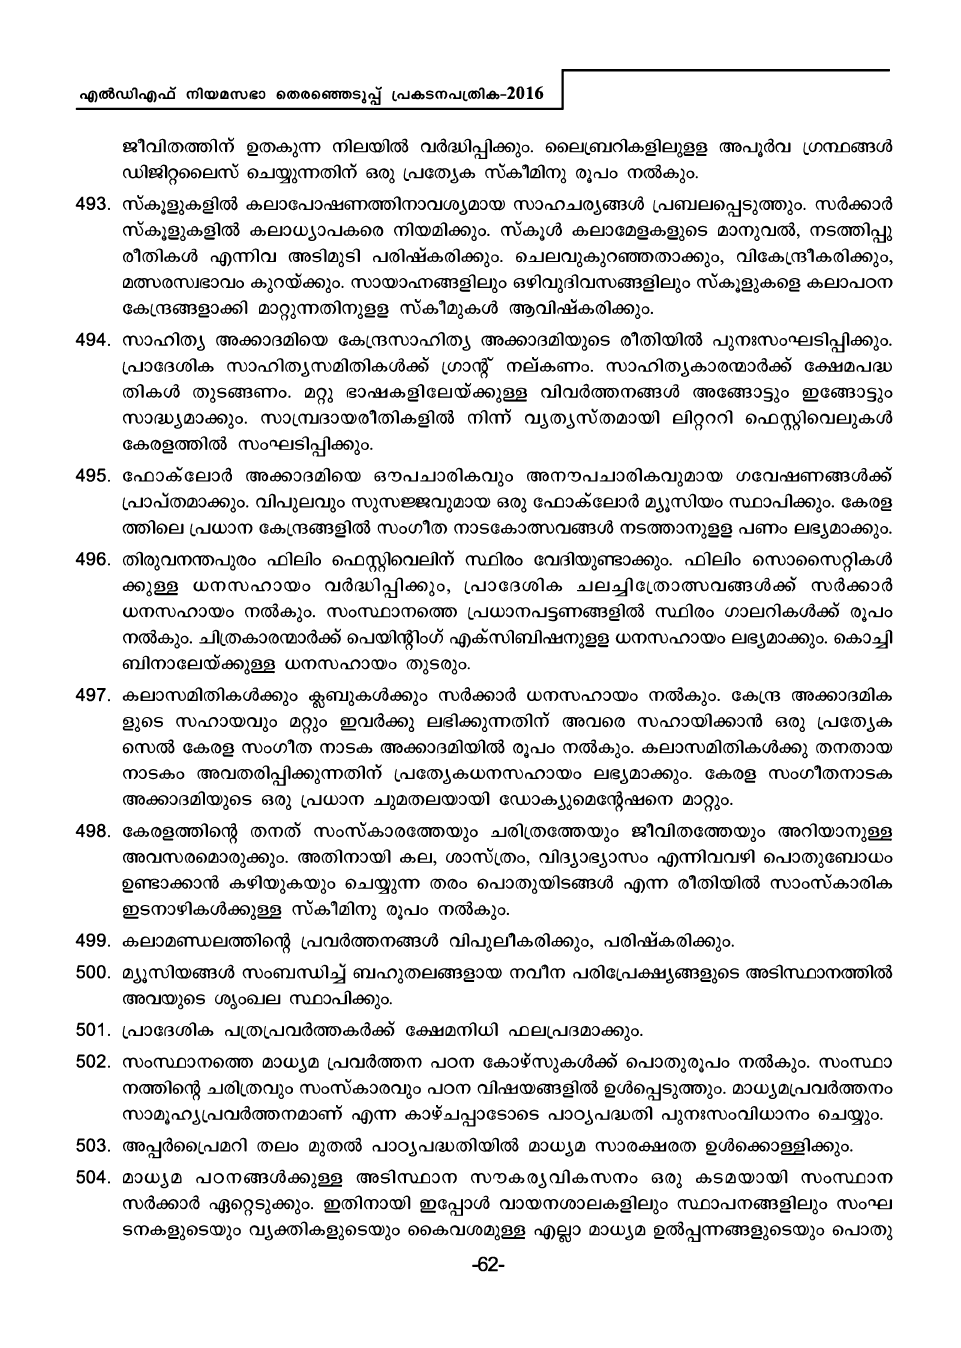 എൽഡിഎഫ് നിയമസഭാ തെരഞ്ഞെടുപ്പ് പ്രകടനപത്രിക-2016
ജീവിതത്തിന് ഉതകുന്ന നിലയിൽ വർദ്ധിപ്പിക്കും. ലൈബ്രറികളിലുളള അപൂർവ ഗ്രന്ഥങ്ങൾ
ഡിജിറ്റലൈസ് ചെയ്യുന്നതിന് ഒരു പ്രത്യേക സ്കീമിനു രൂപം നൽകും.
493. സ്കൂളുകളിൽ കലാപോഷണത്തിനാവശ്യമായ സാഹചര്യങ്ങൾ പ്രബലപ്പെടുത്തും. സർക്കാർ
സ്കൂളുകളിൽ കലാധ്യാപകരെ നിയമിക്കും. സ്കൂൾ കലാമേളകളുടെ മാനുവൽ, നടത്തിപ്പു
രീതികൾ എന്നിവ അടിമുടി പരിഷ്കരിക്കും. ചെലവുകുറഞ്ഞതാക്കും, വികേന്ദ്രീകരിക്കും,
മത്സരസ്വഭാവം കുറയ്ക്കും. സായാഹ്നങ്ങളിലും ഒഴിവുദിവസങ്ങളിലും സ്കൂളുകളെ കലാപഠന
കേന്ദ്രങ്ങളാക്കി മാറ്റുന്നതിനുളള സ്കീമുകൾ ആവിഷ്കരിക്കും.
494. സാഹിത്യ അക്കാദമിയെ കേന്ദ്രസാഹിത്യ അക്കാദമിയുടെ രീതിയിൽ പുനഃസംഘടിപ്പിക്കും.
പ്രാദേശിക സാഹിത്യസമിതികൾക്ക് ഗ്രാന്റ് നല്കണം. സാഹിത്യകാരന്മാർക്ക് ക്ഷേമപദ്ധ
തികൾ തുടങ്ങണം. മറ്റു ഭാഷകളിലേയ്ക്കുള്ള വിവർത്തനങ്ങൾ അങ്ങോട്ടും ഇങ്ങോട്ടും
സാദ്ധ്യമാക്കും. സാമ്പ്രദായരീതികളിൽ നിന്ന് വ്യത്യസ്തമായി ലിറ്റററി ഫെസ്റ്റിവെലുകൾ
കേരളത്തിൽ സംഘടിപ്പിക്കും.
495. ഫോക്‌ലോർ അക്കാദമിയെ ഔപചാരികവും അനൗപചാരികവുമായ ഗവേഷണങ്ങൾക്ക്
പ്രാപ്തമാക്കും. വിപുലവും സുസജ്ജവുമായ ഒരു ഫോക്‌ലോർ മ്യൂസിയം സ്ഥാപിക്കും. കേരള
ത്തിലെ പ്രധാന കേന്ദ്രങ്ങളിൽ സംഗീത നാടകോത്സവങ്ങൾ നടത്താനുളള പണം ലഭ്യമാക്കും.
496. തിരുവനന്തപുരം ഫിലിം ഫെസ്റ്റിവെലിന് സ്ഥിരം വേദിയുണ്ടാക്കും. ഫിലിം സൊസൈറ്റികൾ
ക്കുള്ള ധനസഹായം വർദ്ധിപ്പിക്കും, പ്രാദേശിക ചലച്ചിത്രോത്സവങ്ങൾക്ക് സർക്കാർ
ധനസഹായം നൽകും. സംസ്ഥാനത്തെ പ്രധാനപട്ടണങ്ങളിൽ സ്ഥിരം ഗാലറികൾക്ക് രൂപം
നൽകും. ചിത്രകാരന്മാർക്ക് പെയിന്റിംഗ് എക്സിബിഷനുളള ധനസഹായം ലഭ്യമാക്കും. കൊച്ചി
ബിനാലേയ്ക്കുള്ള ധനസഹായം തുടരും.
497. കലാസമിതികൾക്കും ക്ലബുകൾക്കും സർക്കാർ ധനസഹായം നൽകും. കേന്ദ്ര അക്കാദമിക
ളുടെ സഹായവും മറ്റും ഇവർക്കു ലഭിക്കുന്നതിന് അവരെ സഹായിക്കാൻ ഒരു പ്രത്യേക
സെൽ കേരള സംഗീത നാടക അക്കാദമിയിൽ രൂപം നൽകും. കലാസമിതികൾക്കു തനതായ
നാടകം അവതരിപ്പിക്കുന്നതിന് പ്രത്യേകധനസഹായം ലഭ്യമാക്കും. കേരള സംഗീതനാടക
അക്കാദമിയുടെ ഒരു പ്രധാന ചുമതലയായി ഡോക്യുമെന്റേഷനെ മാറ്റും.
498. കേരളത്തിന്റെ തനത് സംസ്കാരത്തേയും ചരിത്രത്തേയും ജീവിതത്തേയും അറിയാനുള്ള
അവസരമൊരുക്കും. അതിനായി കല, ശാസ്ത്രം, വിദ്യാഭ്യാസം എന്നിവവഴി പൊതുബോധം
ഉണ്ടാക്കാൻ കഴിയുകയും ചെയ്യുന്ന തരം പൊതുയിടങ്ങൾ എന്ന രീതിയിൽ സാംസ്കാരിക
ഇടനാഴികൾക്കുള്ള സ്കീമിനു രൂപം നൽകും.
499. കലാമണ്ഡലത്തിന്റെ പ്രവർത്തനങ്ങൾ വിപുലീകരിക്കും, പരിഷ്കരിക്കും.
500. മ്യൂസിയങ്ങൾ സംബന്ധിച്ച് ബഹുതലങ്ങളായ നവീന പരിപ്രേക്ഷ്യങ്ങളുടെ അടിസ്ഥാനത്തിൽ
അവയുടെ ശൃംഖല സ്ഥാപിക്കും.
501. പ്രാദേശിക പത്രപ്രവർത്തകർക്ക് ക്ഷേമനിധി ഫലപ്രദമാക്കും.
502. സംസ്ഥാനത്തെ മാധ്യമ പ്രവർത്തന പഠന കോഴ്സുകൾക്ക് പൊതുരൂപം നൽകും. സംസ്ഥാ
നത്തിന്റെ ചരിത്രവും സംസ്കാരവും പഠന വിഷയങ്ങളിൽ ഉൾപ്പെടുത്തും. മാധ്യമപ്രവർത്തനം
സാമൂഹ്യപ്രവർത്തനമാണ് എന്ന കാഴ്ചപ്പാടോടെ പാഠ്യപദ്ധതി പുനഃസംവിധാനം ചെയ്യും.
503. അപ്പർപ്രൈമറി തലം മുതൽ പാഠ്യപദ്ധതിയിൽ മാധ്യമ സാരക്ഷരത ഉൾക്കൊള്ളിക്കും.
504. മാധ്യമ പഠനങ്ങൾക്കുള്ള അടിസ്ഥാന സൗകര്യവികസനം ഒരു കടമയായി സംസ്ഥാന
സർക്കാർ ഏറ്റെടുക്കും. ഇതിനായി ഇപ്പോൾ വായനശാലകളിലും സ്ഥാപനങ്ങളിലും സംഘ
ടനകളുടെയും വ്യക്തികളുടെയും കൈവശമുള്ള എല്ലാ മാധ്യമ ഉൽപ്പന്നങ്ങളുടെയും പൊതു
-62-